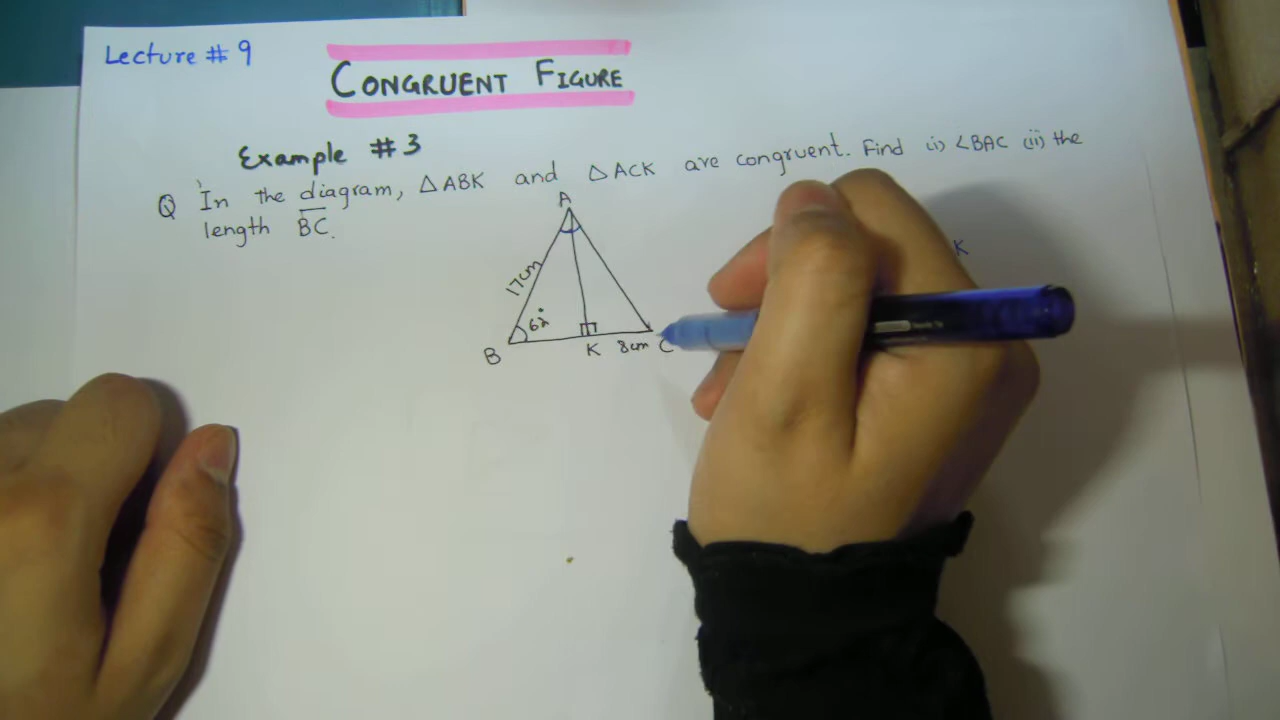 Lecture # 9
CONGRUENT FIGURE
Example #3
Q In the diagram, △ABK and △ACK are congruent. Find (i) ∠BAC (ii) the
length BC.
A
17cm
62°
B
K
8cm
C
K